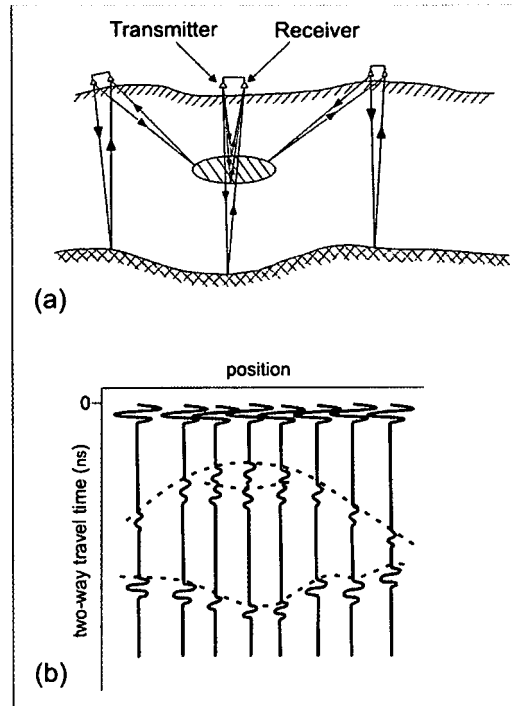 Transmitter Receiver
(a)
position
0
two-way travel time (ns)
(b)